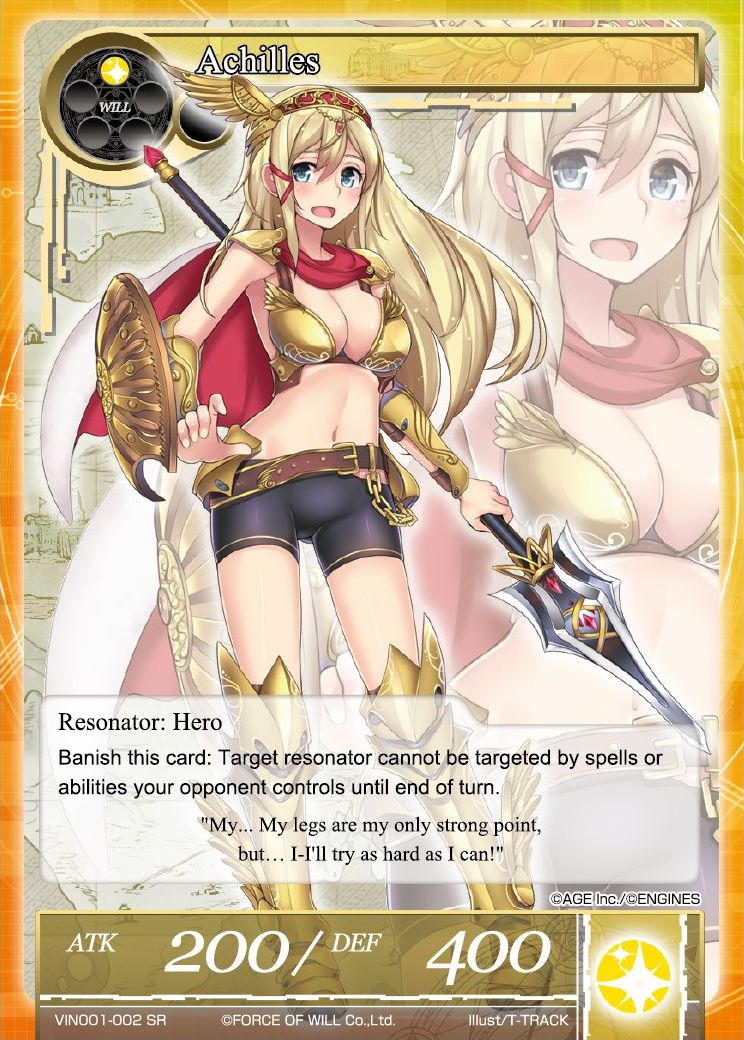 Achilles
WILL
Resonator: Hero
Banish this card: Target resonator cannot be targeted by spells or
abilities your opponent controls until end of turn.
"My... My legs are my only strong point,
but… I-I'll try as hard as I can!"
©AGE Inc./©ENGINES
ATK 200 / DEF 400
VIN001-002 SR ©FORCE OF WILL Co.,Ltd. Illust/T-TRACK